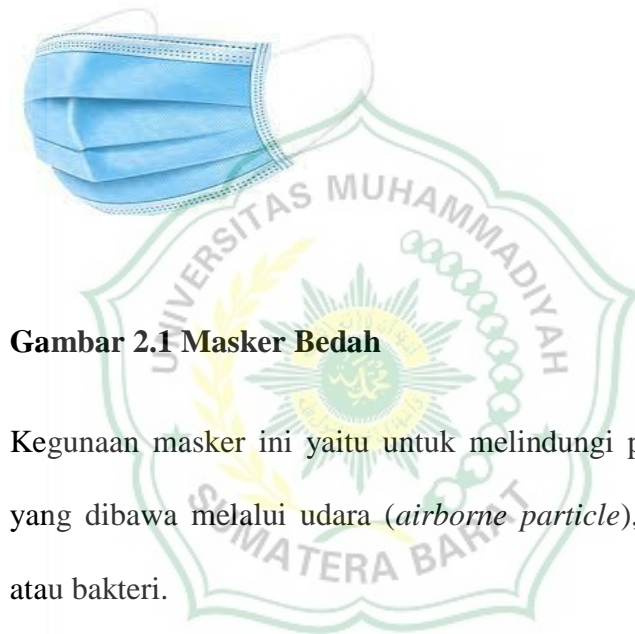 Gambar 2.1 Masker Bedah
Kegunaan masker ini yaitu untuk melindungi p
yang dibawa melalui udara (airborne particle),
atau bakteri.
UNIVERSITAS MUHAMMADIYAH
SUMATERA BARAT
محمد